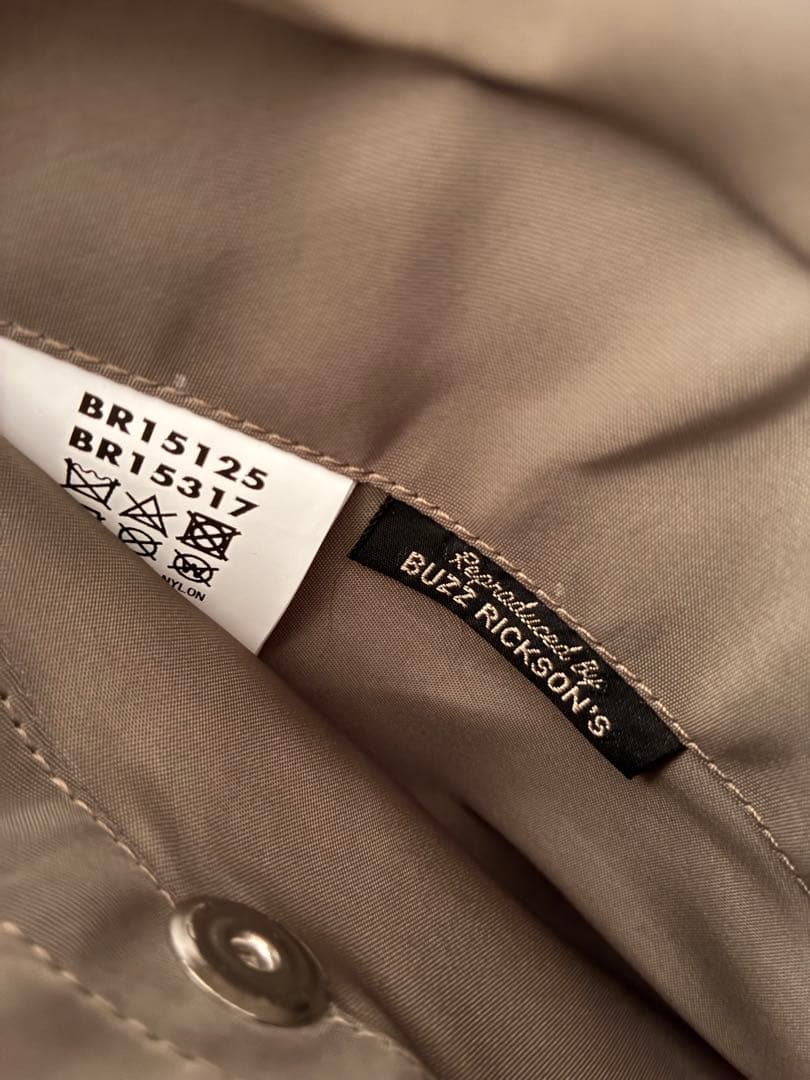 BR15125
BR15317
NYLON
Reproduced By
BUZZ RICKSON'S